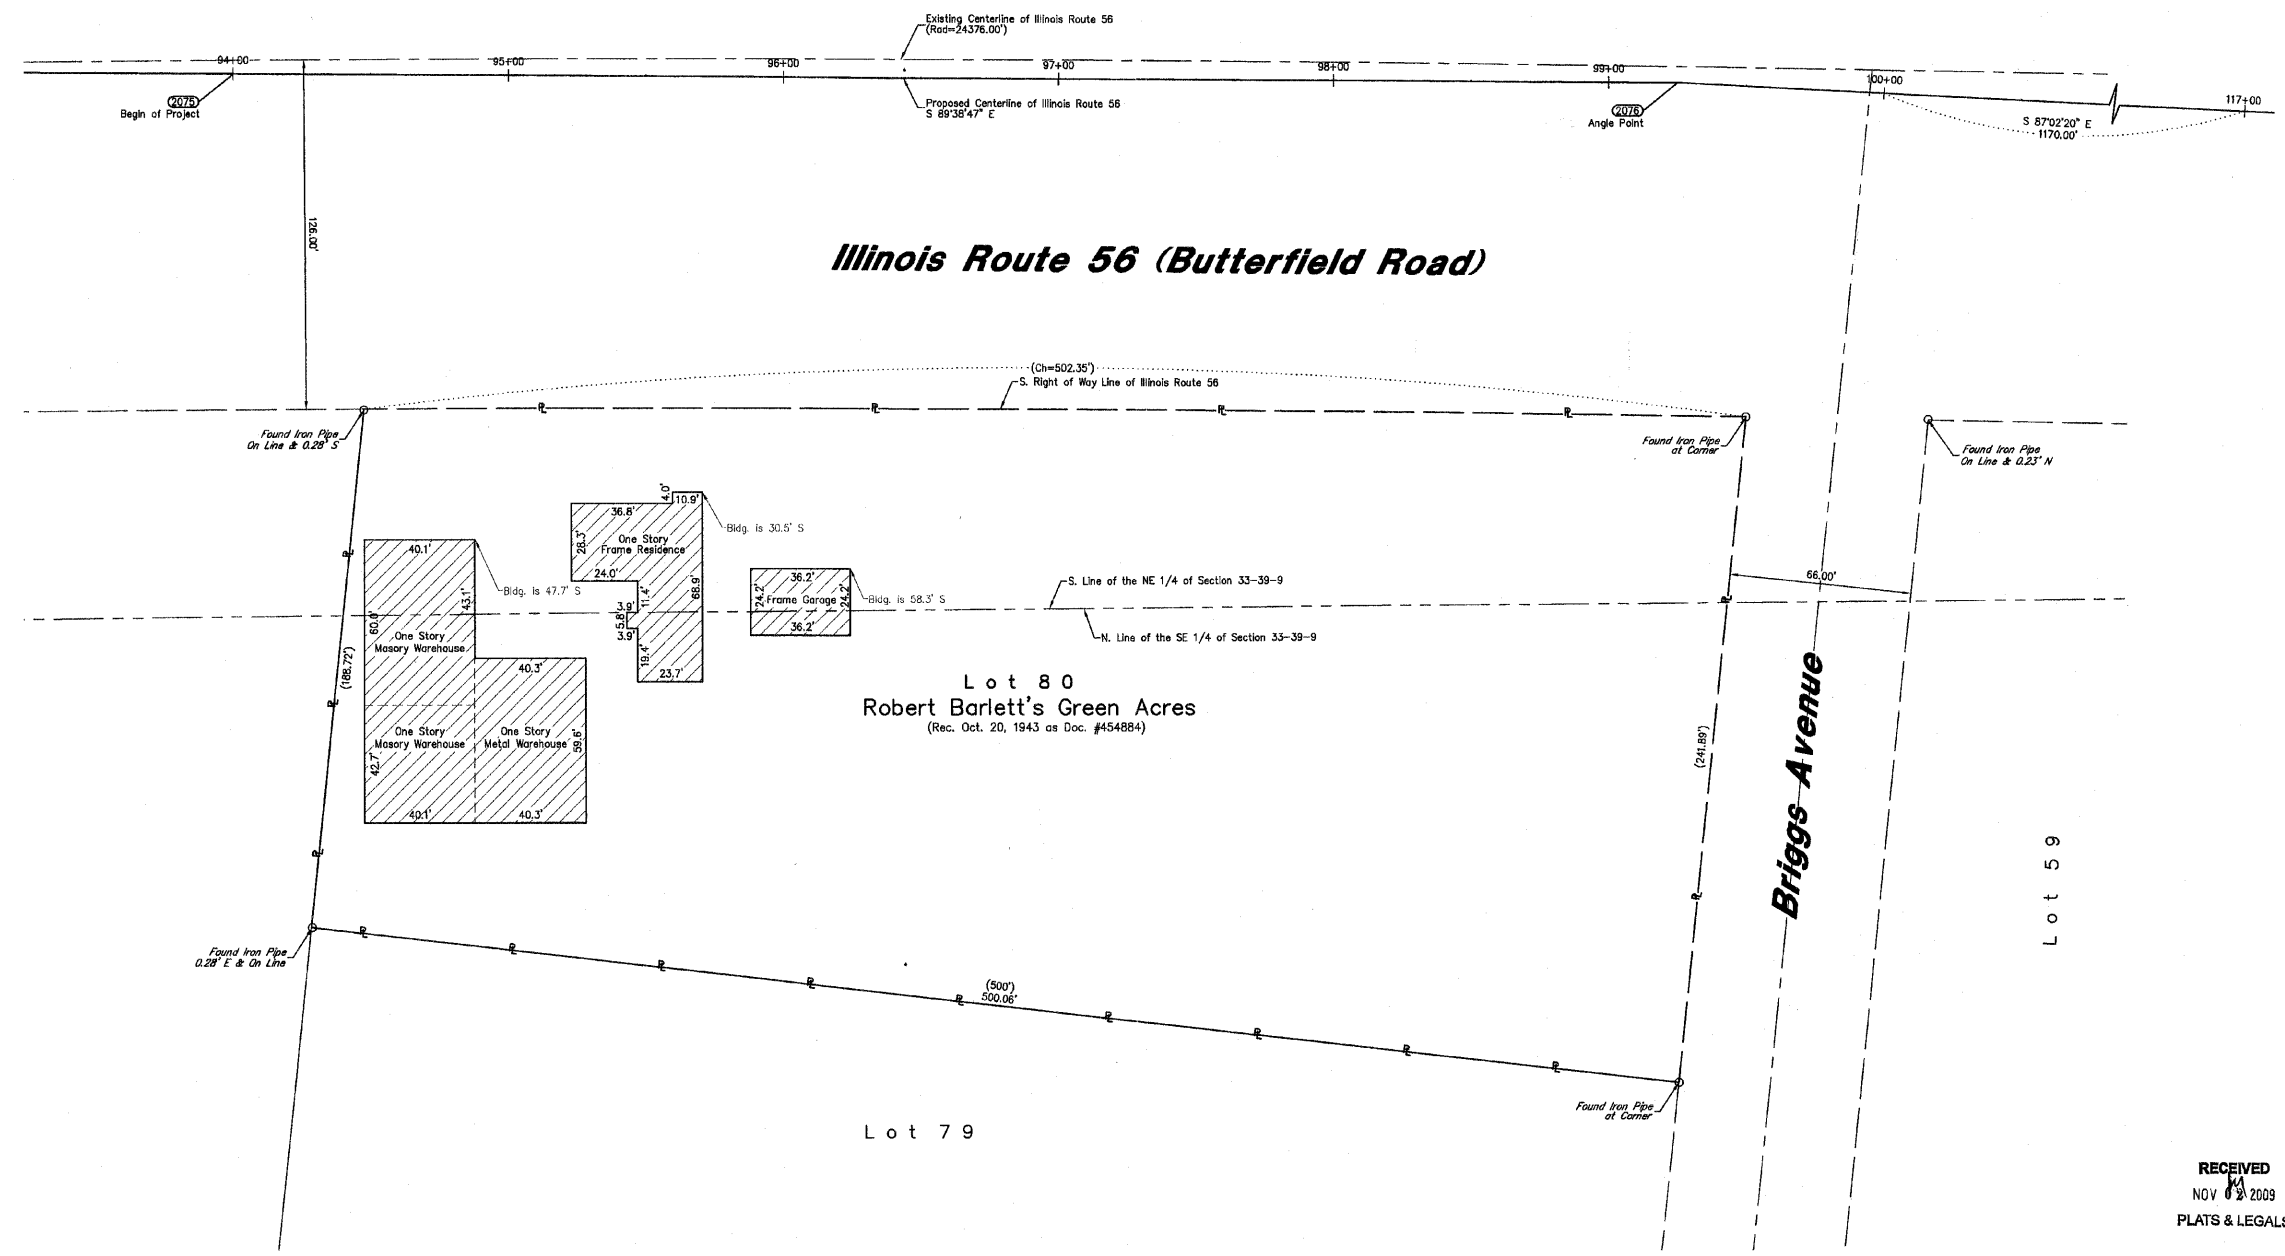 Existing Centerline of Illinois Route 56
(Rad=24376.00')
94+00
95+00
96+00
97+00
98+00
99+00
100+00
117+00
2075
Begin of Project
Proposed Centerline of Illinois Route 56
S 89°38'47" E
2076
Angle Point
S 87°02'20" E
1170.00'
126.00'
Illinois Route 56 (Butterfield Road)
(Ch=502.35')
S. Right of Way Line of Illinois Route 56
Found Iron Pipe
On Line & 0.28' S
Found Iron Pipe
at Corner
Found Iron Pipe
On Line & 0.23' N
4.0'
10.9'
36.8'
Bldg. is 30.5' S
28.3'
One Story
Frame Residence
24.0'
11.4'
68.9'
3.9'
5.8'
3.9'
19.4'
23.7'
40.1'
43.1'
Bldg. is 47.7' S
60.0'
One Story
Masory Warehouse
40.3'
One Story
Masory Warehouse
One Story
Metal Warehouse
42.7'
59.6'
40.1'
40.3'
36.2'
24.2'
Frame Garage
24.2'
36.2'
Bldg. is 58.3' S
S. Line of the NE 1/4 of Section 33-39-9
N. Line of the SE 1/4 of Section 33-39-9
66.00'
(188.72')
Lot 80
Robert Barlett's Green Acres
(Rec. Oct. 20, 1943 as Doc. #454884)
(241.89')
Briggs Avenue
Lot 59
Found Iron Pipe
0.28' E & On Line
(500')
500.06'
Found Iron Pipe
at Corner
Lot 79
RECEIVED
NOV 02 2009
PLATS & LEGALS